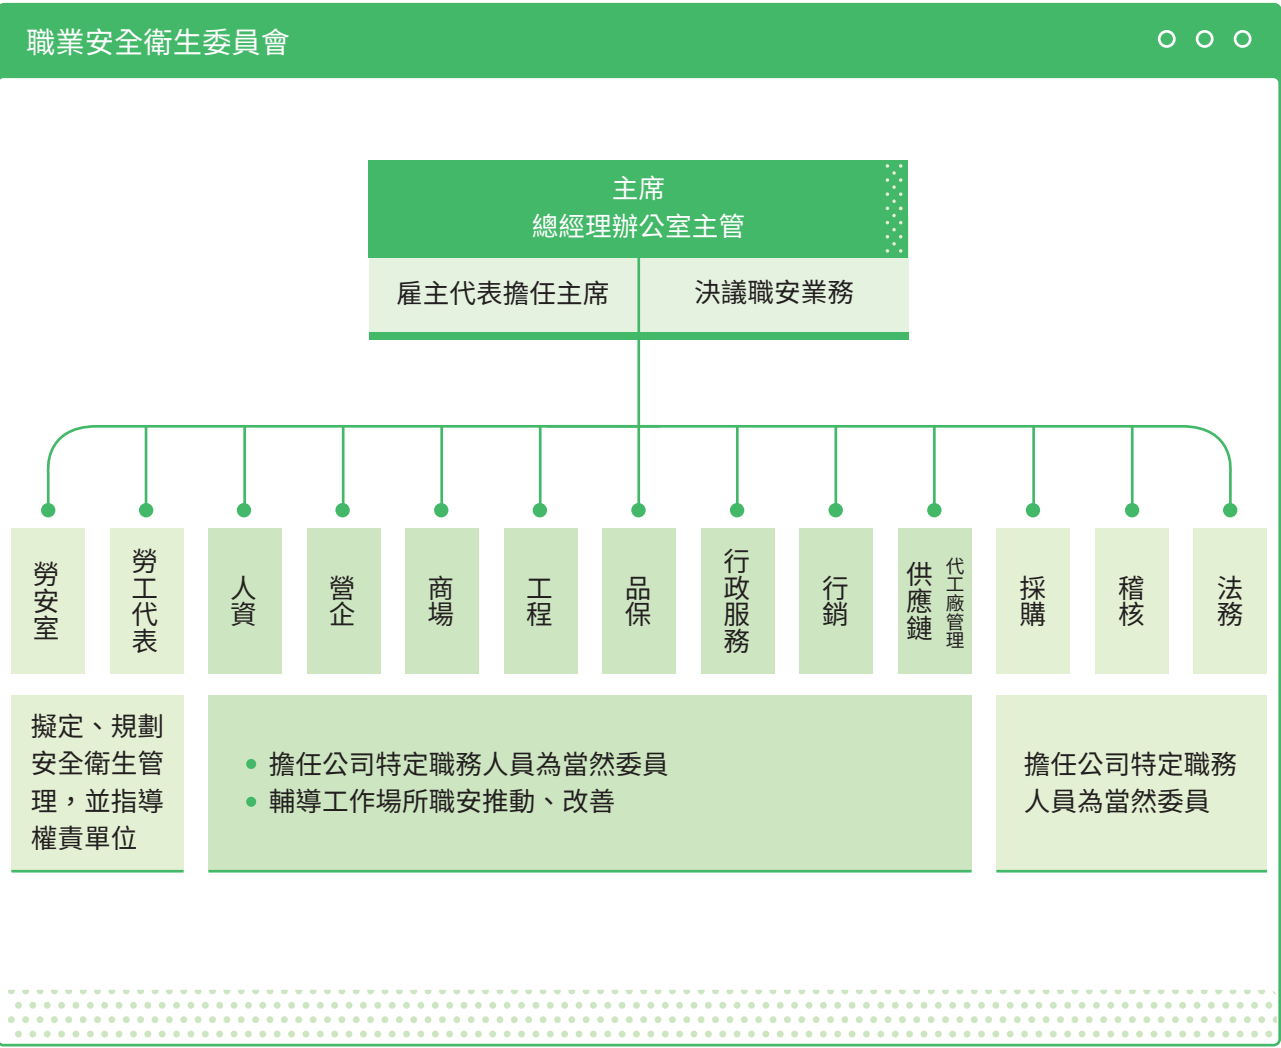 職業安全衛生委員會
主席
總經理辦公室主管
雇主代表擔任主席
決議職安業務
勞安室
勞工代表
人資
營企
商場
工程
品保
行政服務
行銷
供應鏈
代工廠管理
採購
稽核
法務
擬定、規劃
安全衛生管
理，並指導
權責單位
擔任公司特定職務人員為當然委員
輔導工作場所職安推動、改善
擔任公司特定職務
人員為當然委員